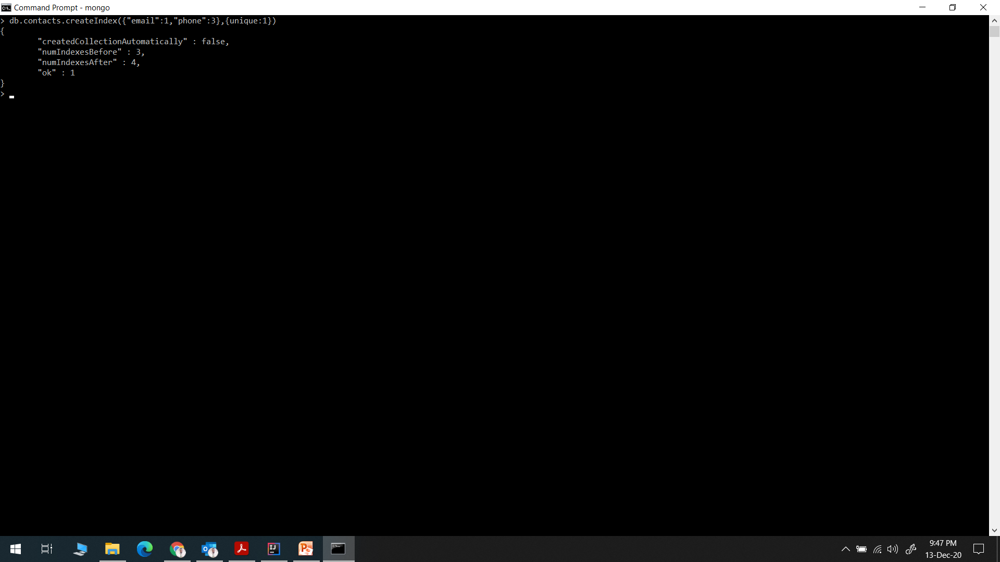 Command Prompt - mongo
> db.contacts.createIndex({"email":1,"phone":3},{unique:1})
{
        "createdCollectionAutomatically" : false,
        "numIndexesBefore" : 3,
        "numIndexesAfter" : 4,
        "ok" : 1
}
>
9:47 PM
13-Dec-20